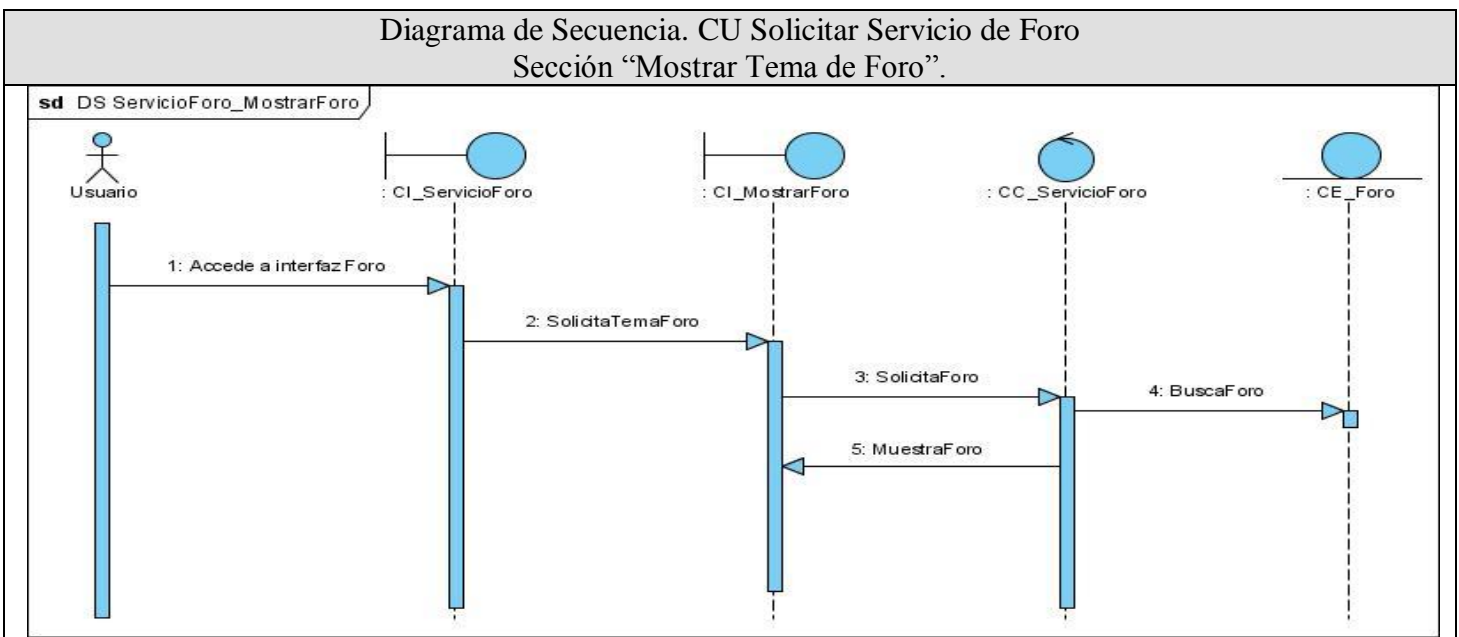 Diagrama de Secuencia. CU Solicitar Servicio de Foro
Sección “Mostrar Tema de Foro”.
sd DS ServicioForo_MostrarForo
Usuario
: CI_ServicioForo
: CI_MostrarForo
: CC_ServicioForo
: CE_Foro
1: Accede a interfaz Foro
2: SolicitaTemaForo
3: SolicitaForo
4: BuscaForo
5: MuestraForo